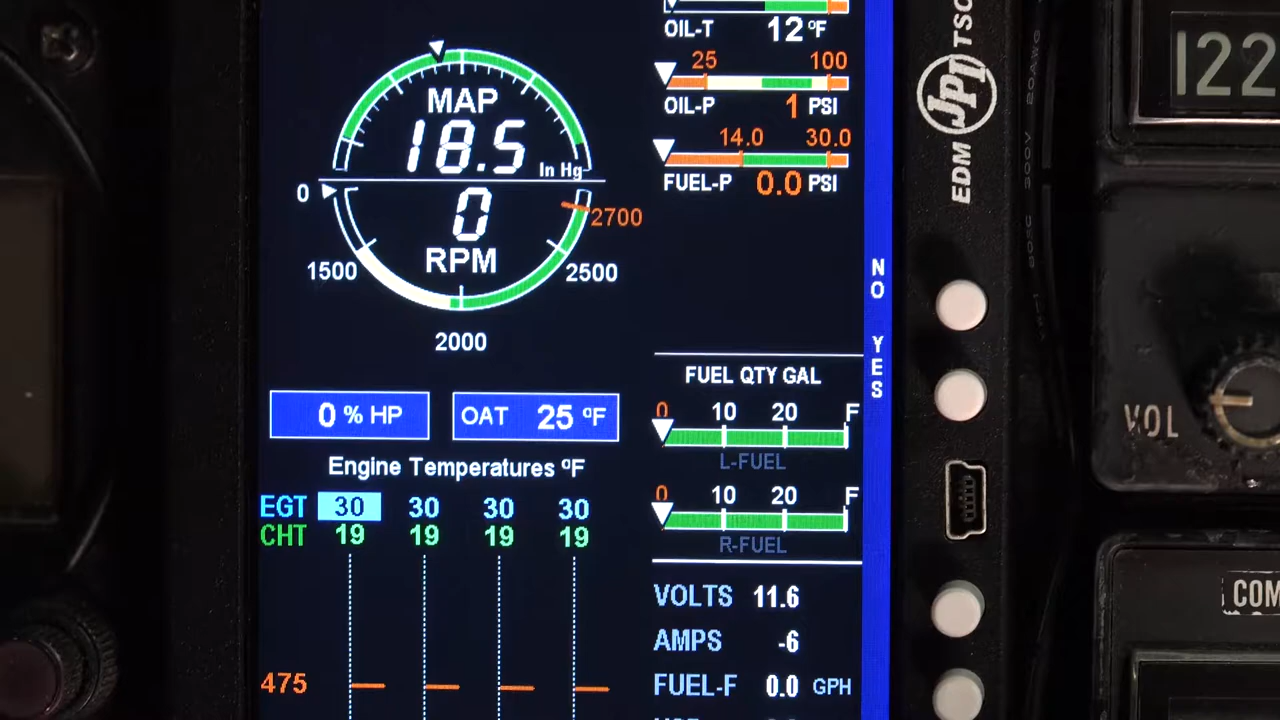 OIL-T 12 °F
25 100
OIL-P 1 PSI
14.0 30.0
FUEL-P 0.0 PSI
MAP
18.5 In Hg
0
0
2700
RPM
1500 2500
2000
0 % HP
OAT 25 °F
Engine Temperatures °F
EGT 30 30 30 30
CHT 19 19 19 19
475
FUEL QTY GAL
0 10 20 F
L-FUEL
0 10 20 F
R-FUEL
VOLTS 11.6
AMPS -6
FUEL-F 0.0 GPH
NO YES
EDM JPI TSO
122
VOL
COM